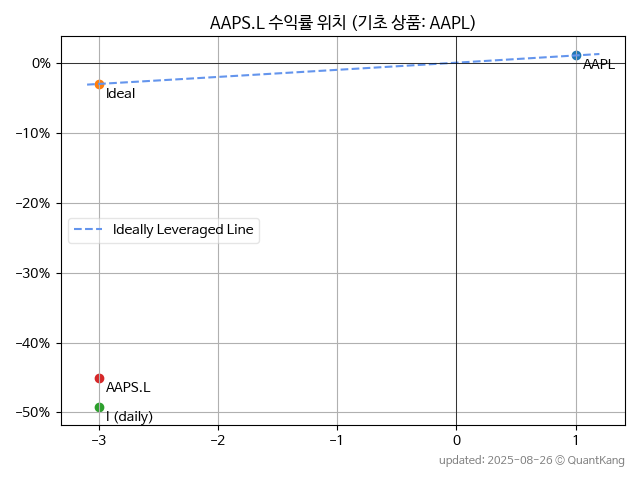 AAPS.L 수익률 위치 (기초 상품: AAPL)
0%
-10%
-20%
-30%
-40%
-50%
AAPL
Ideal
Ideally Leveraged Line
AAPS.L
I (daily)
-3
-2
-1
0
1
updated: 2025-08-26 © QuantKang